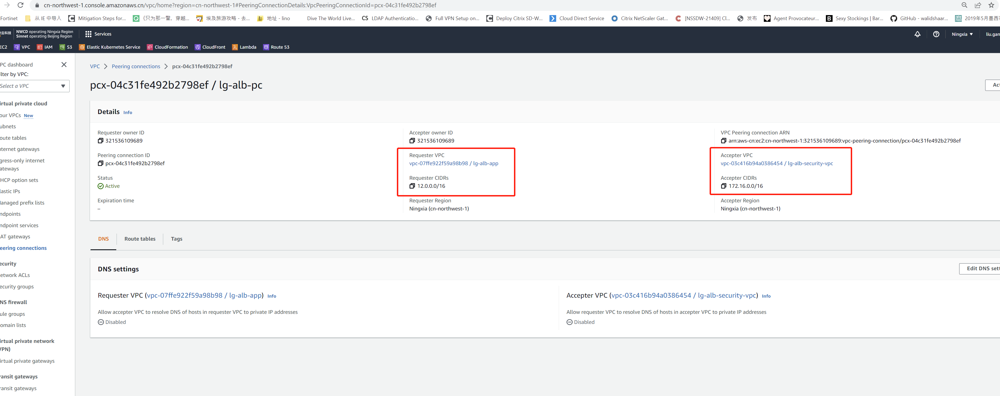 cn-northwest-1.console.amazonaws.cn/vpc/home?region=cn-northwest-1#PeeringConnectionDetails:VpcPeeringConnectionId=pcx-04c31fe492b2798ef
Fortinet 从 IE 中导入 Mitigation Steps for... 《只为那一瞥，穿越... 埃及旅游攻略 - 去... 地址 - lino Dive The World Live... CS LDAP Authenticatio... Full VPN Setup on... Deploy Citrix SD-W... Cloud Direct Service Citrix NetScaler Gat... [NSSDW-21409] Cl... 发布 Agent Provocateur... B Sexy Stockings | Bar... GitHub - walidshaar... 2019年5月墨西
云科技 NWCD operating Ningxia Region
Sinnet operating Beijing Region
Services
Ningxia ▼ liu.gan
EC2 VPC IAM S3 Elastic Kubernetes Service CloudFormation CloudFront Lambda Route 53
PC dashboard
ilter by VPC:
Select a VPC
irtual private cloud
our VPCs New
ubnets
oute tables
nternet gateways
gress-only internet
ateways
HCP option sets
lastic IPs
anaged prefix lists
ndpoints
ndpoint services
AT gateways
eering connections
ecurity
etwork ACLs
ecurity groups
NS firewall
ule groups
omain lists
irtual private network
VPN)
irtual private gateways
ransit gateways
ransit gateways
VPC > Peering connections > pcx-04c31fe492b2798ef
pcx-04c31fe492b2798ef / lg-alb-pc
Act
Details Info
Requester owner ID
321536109689
Accepter owner ID
321536109689
VPC Peering connection ARN
arn:aws-cn:ec2:cn-northwest-1:321536109689:vpc-peering-connection/pcx-04c31fe492b2798ef
Peering connection ID
pcx-04c31fe492b2798ef
Requester VPC
vpc-07ffe922f59a98b98 / lg-alb-app
Accepter VPC
vpc-03c416b94a0386454 / lg-alb-security-vpc
Status
Active
Requester CIDRs
12.0.0.0/16
Accepter CIDRs
172.16.0.0/16
Expiration time
–
Requester Region
Ningxia (cn-northwest-1)
Accepter Region
Ningxia (cn-northwest-1)
DNS Route tables Tags
DNS settings
Edit DNS sett
Requester VPC (vpc-07ffe922f59a98b98 / lg-alb-app) Info
Allow accepter VPC to resolve DNS of hosts in requester VPC to private IP addresses
Disabled
Accepter VPC (vpc-03c416b94a0386454 / lg-alb-security-vpc) Info
Allow requester VPC to resolve DNS of hosts in accepter VPC to private IP addresses
Disabled